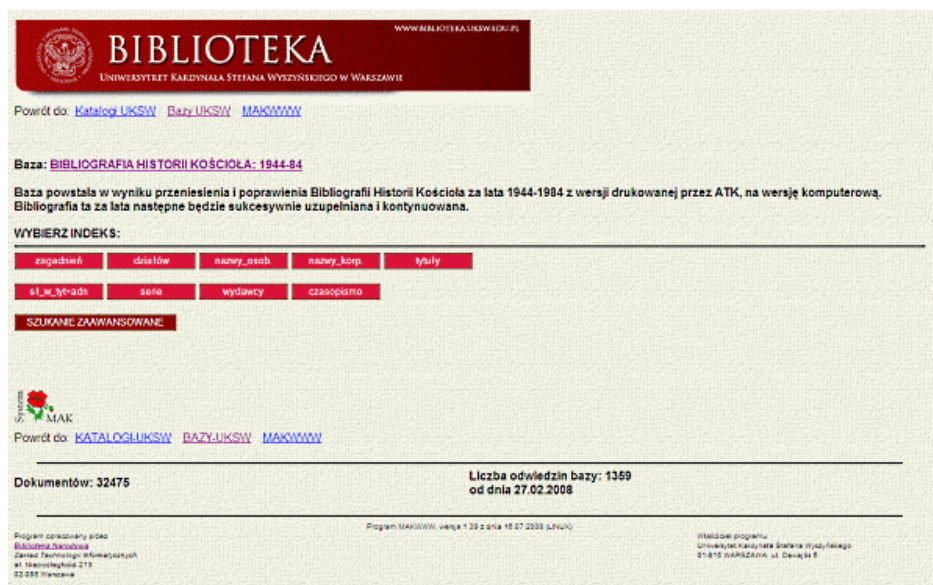 WWW.BIBLIOTEKA.UKSW.EDU.PL
BIBLIOTEKA
UNIWERSYTET KARDYNAŁA STEFANA WYSZYŃSKIEGO W WARSZAWIE
Powrót do: Katalogi UKSW Bazy UKSW MAKWWW
Baza: BIBLIOGRAFIA HISTORII KOŚCIOŁA: 1944-84
Baza powstała w wyniku przeniesienia i poprawienia Bibliografii Historii Kościoła za lata 1944-1984 z wersji drukowanej przez ATK, na wersję komputerową.
Bibliografia ta za lata następne będzie sukcesywnie uzupełniana i kontynuowana.
WYBIERZ INDEKS:
zagadnień działów nazwy_osob. nazwy_korp. tytuły
sł_w_tyt+adn serie wydawcy czasopismo
SZUKANIE ZAAWANSOWANE
System MAK
Powrót do: KATALOGI-UKSW BAZY-UKSW MAKWWW
Dokumentów: 32475
Liczba odwiedzin bazy: 1359
od dnia 27.02.2008
Program MAKWWW, wersja 1.39 z dnia 16.07.2008 (LINUX)
Program opracowany przez
Biblioteka Narodowa
Zakład Technologii Informatycznych
al. Niepodległości 213
02-086 Warszawa
Właściciel programu
Uniwersytet Kardynała Stefana Wyszyńskiego
01-815 WARSZAWA, ul. Dewajtis 5